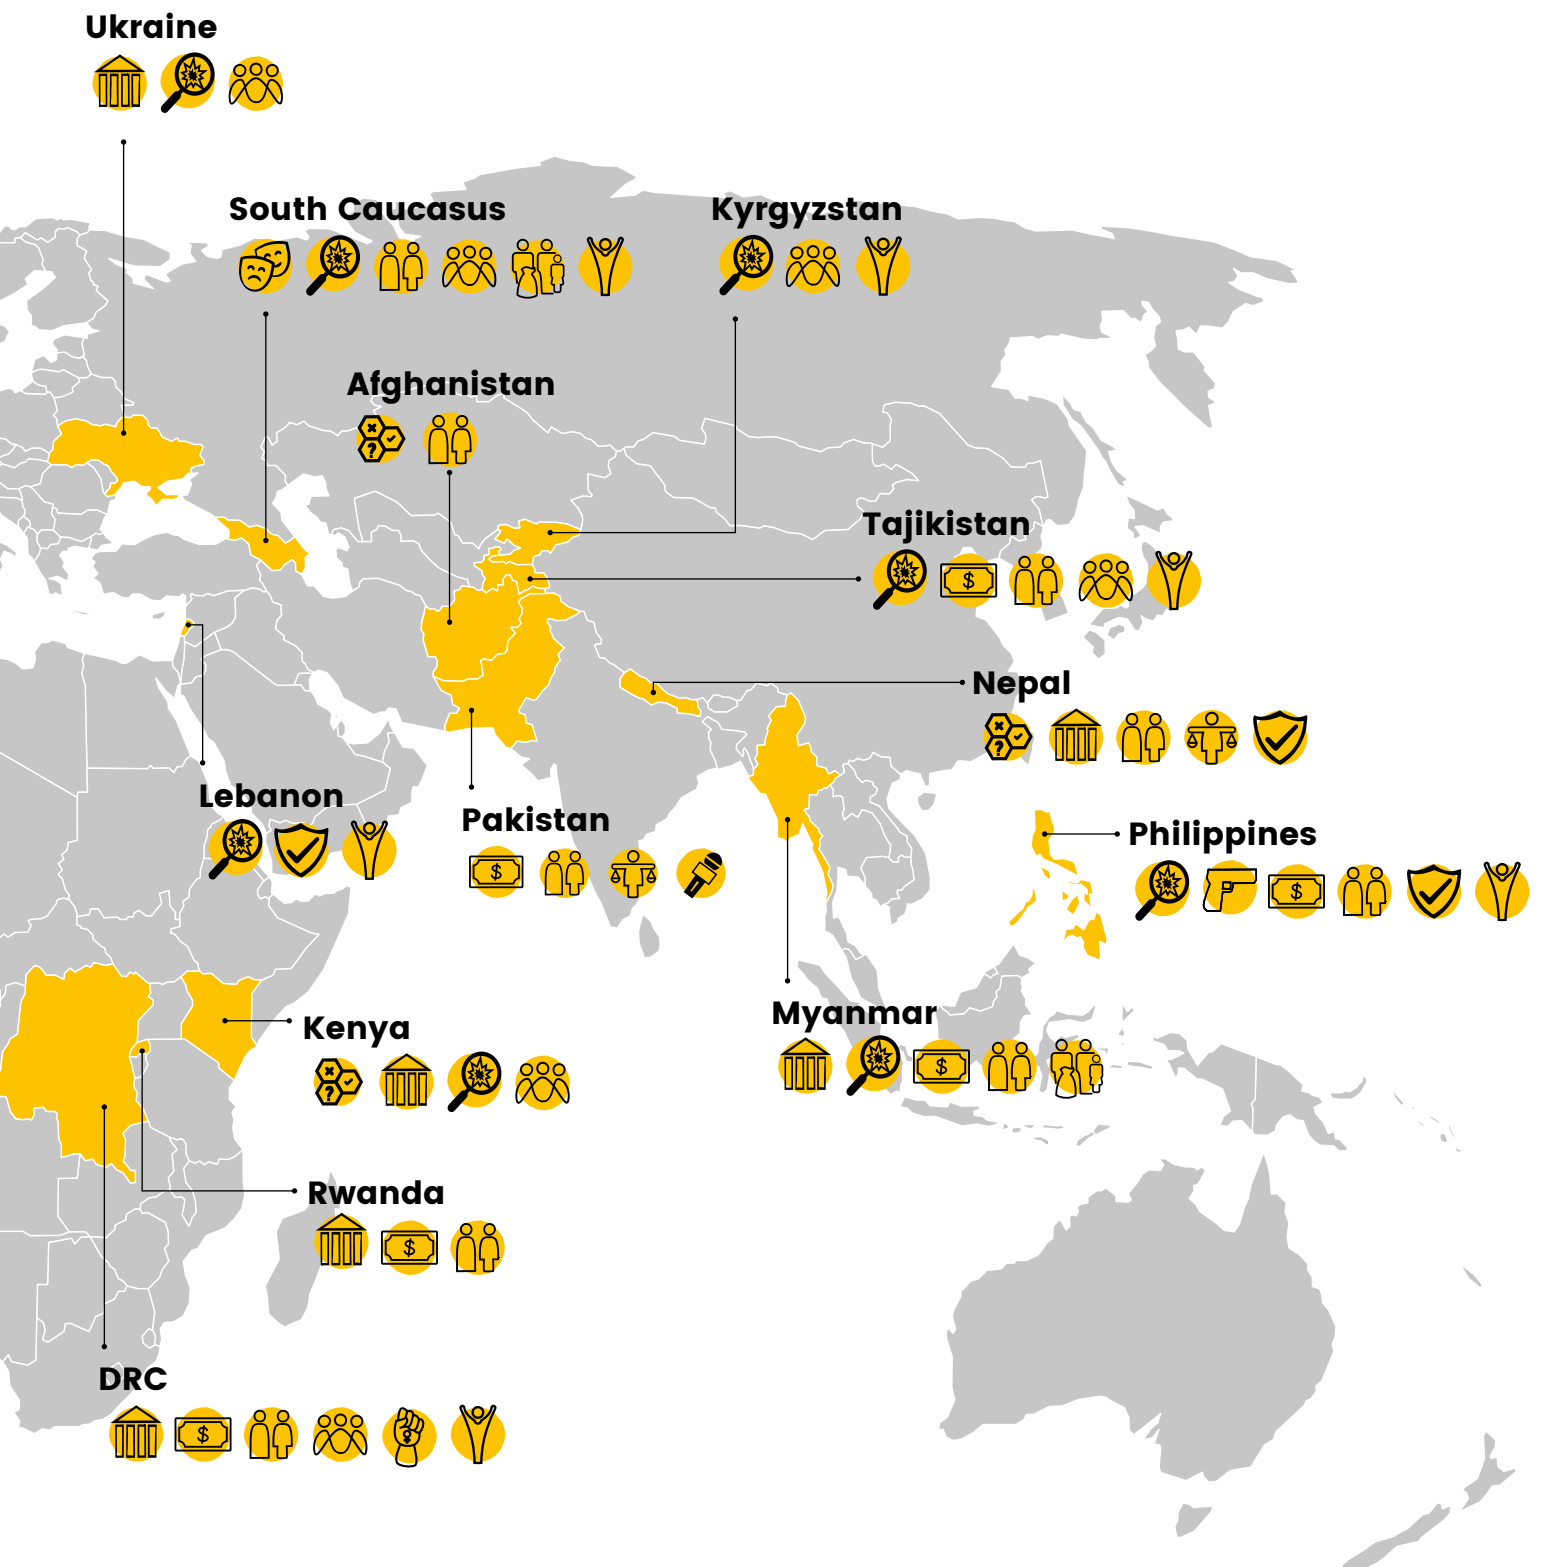 Ukraine
South Caucasus
Kyrgyzstan
Afghanistan
Tajikistan
Nepal
Lebanon
Pakistan
Philippines
Myanmar
Kenya
Rwanda
DRC